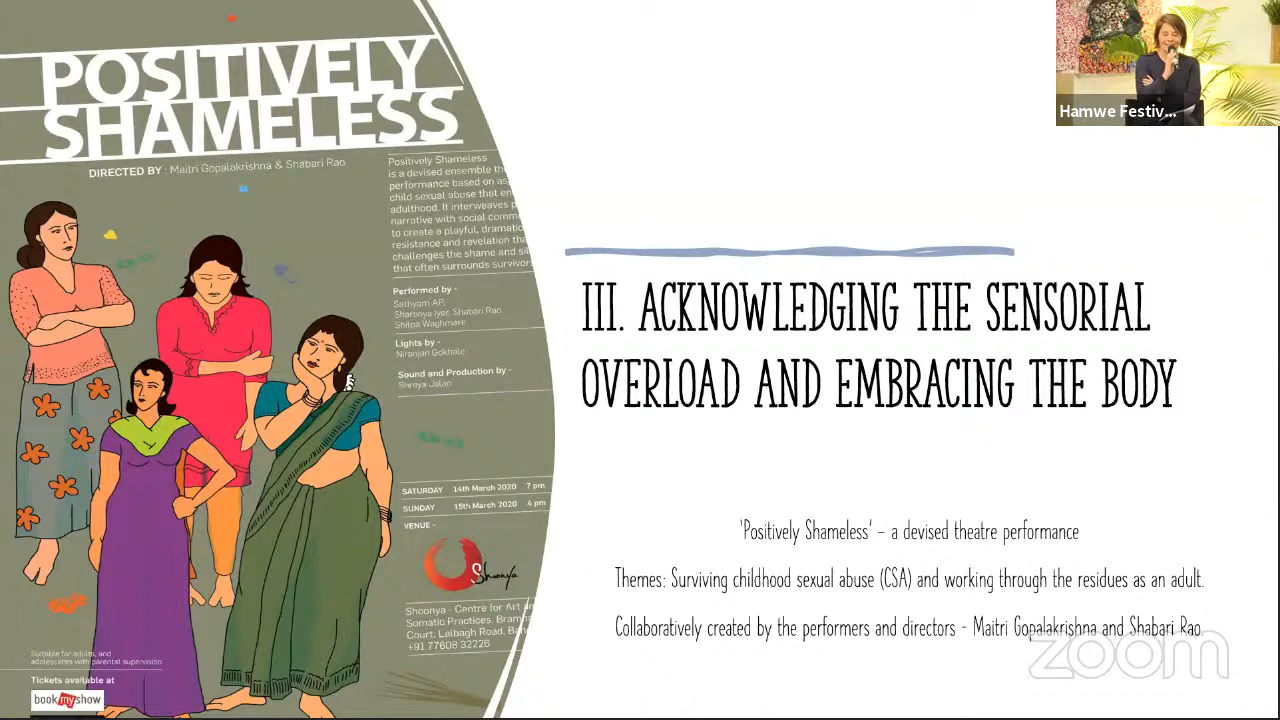 POSITIVELY
SHAMELESS
DIRECTED BY : Maitri Gopalakrishna & Shabari Rao
Positively Shameless
is a devised ensemble
performance based on
child sexual abuse that
adulthood. It interweaves
narrative with social
to create a playful,
resistance and revelation
challenges the shame and
that often surrounds
Performed by -
Sathyam AP,
Sharanya Iyer, Shabari Rao
Shilpa Waghmare
Lights by -
Niranjan Gokhale
Sound and Production by -
Shreya Jalan
SATURDAY 14th March 2020 7 pm
SUNDAY 15th March 2020 4 pm
VENUE -
Shoonya
Shoonya - Centre for Art
Somatic Practices,
Court, Lalbagh Road,
+91 77608 32226
Suitable for adults, and
adolescents with parental supervision
Tickets available at
bookmyshow
Hamwe Festiv...
III. ACKNOWLEDGING THE SENSORIAL
OVERLOAD AND EMBRACING THE BODY
'Positively Shameless' – a devised theatre performance
Themes: Surviving childhood sexual abuse (CSA) and working through the residues as an adult.
Collaboratively created by the performers and directors - Maitri Gopalakrishna and Shabari Rao.
zoom